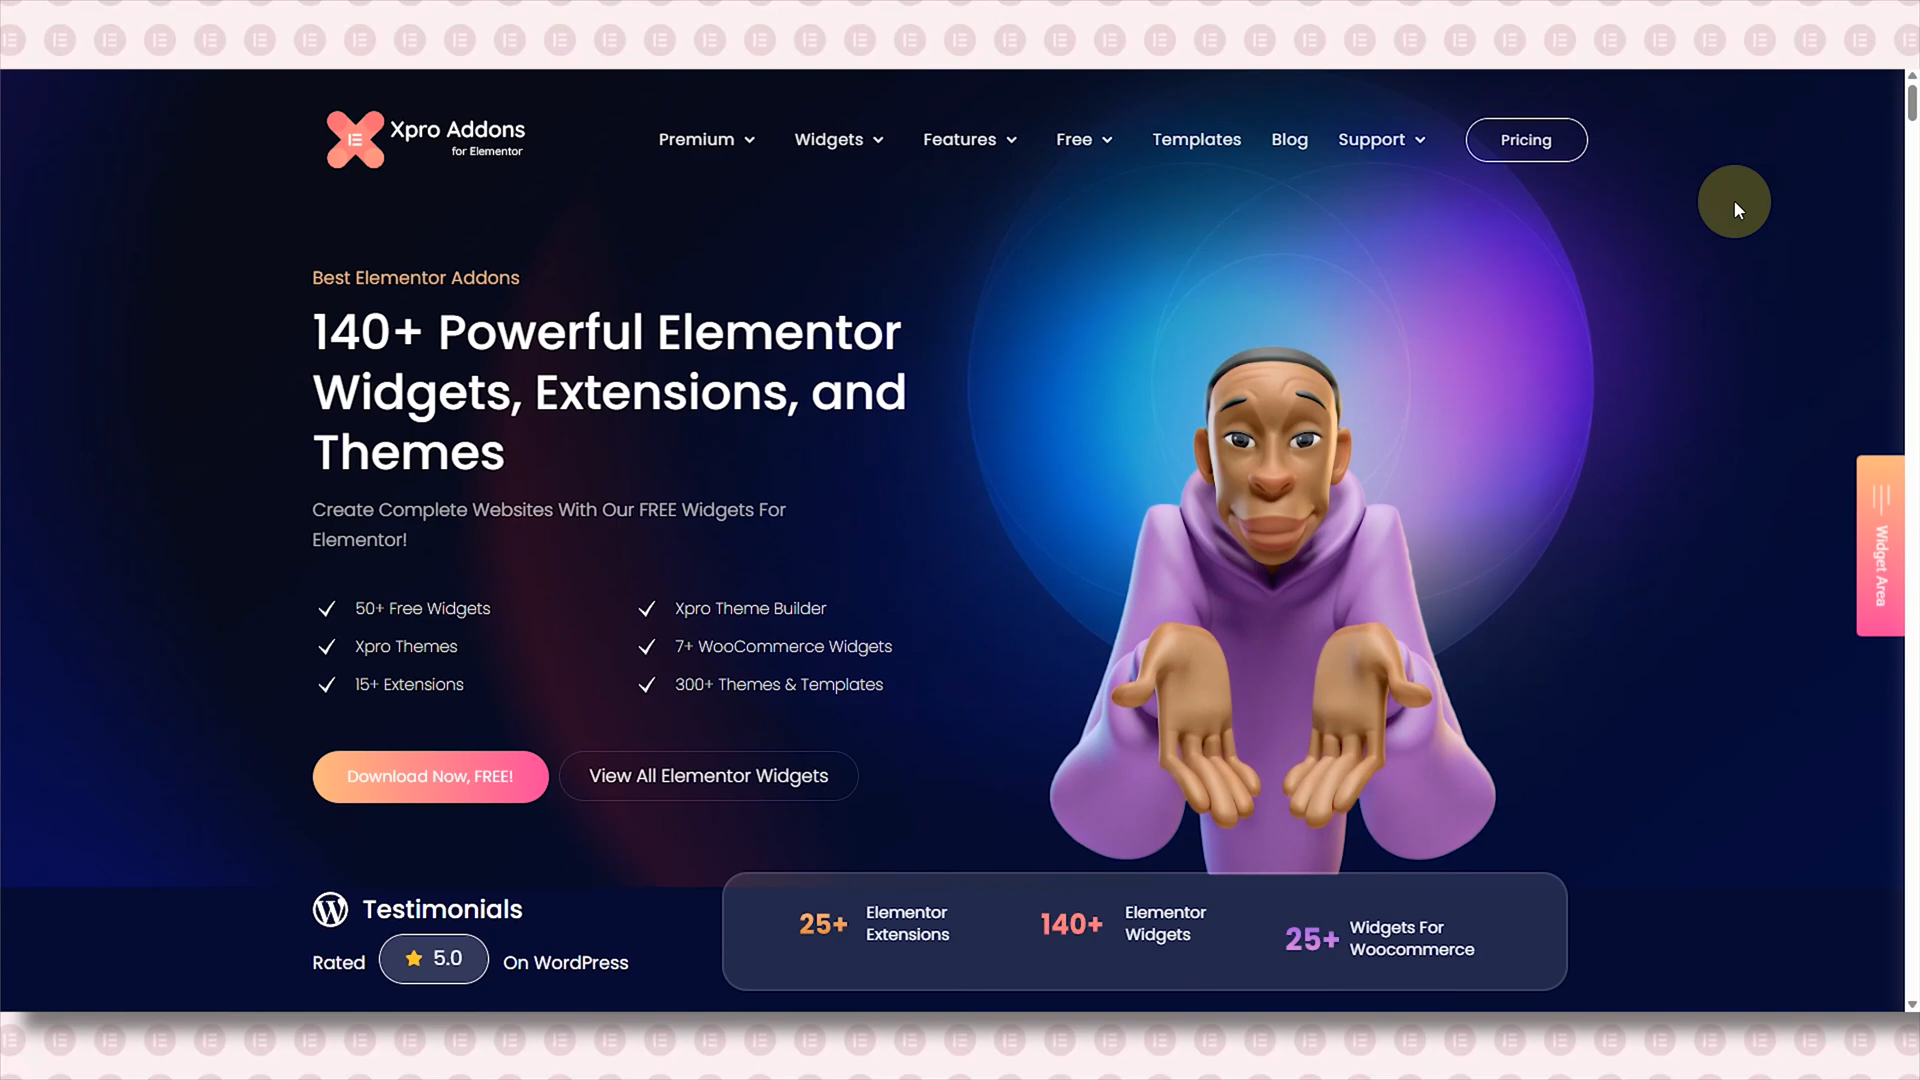 Xpro Addons
for Elementor
Premium
Widgets
Features
Free
Templates
Blog
Support
Pricing
Best Elementor Addons
140+ Powerful Elementor
Widgets, Extensions, and
Themes
Create Complete Websites With Our FREE Widgets For
Elementor!
50+ Free Widgets
Xpro Theme Builder
Xpro Themes
7+ WooCommerce Widgets
15+ Extensions
300+ Themes & Templates
Download Now, FREE!
View All Elementor Widgets
Widget Area
Testimonials
Rated 5.0 On WordPress
25+ Elementor
Extensions
140+ Elementor
Widgets
25+ Widgets For
Woocommerce